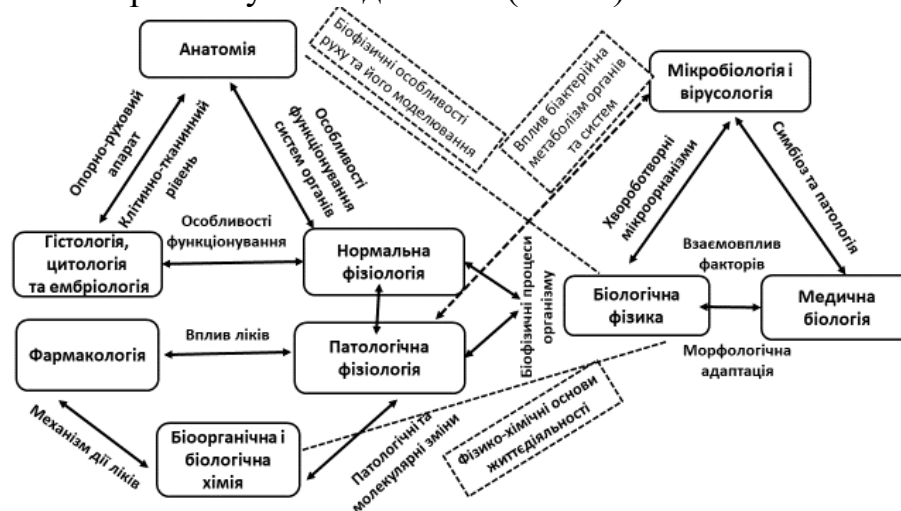 Анатомія
Біофізичні особливості
руху та його моделювання
Вплив біактерій на
метаболізм органів
та систем
Мікробіологія і
вірусологія
Опорно-руховий
апарат
Клітинно-тканинний
рівень
Особливості
функціонування
систем органів
Хвороботворні
мікроорнанізми
Симбіоз та патологія
Гістологія,
цитологія
та ембріологія
Особливості
функціонування
Нормальна
фізіологія
Біофізичні процеси
організму
Біологічна
фізика
Взаємовплив
факторів
Медична
біологія
Морфологічна
адаптація
Фармакологія
Вплив ліків
Патологічна
фізіологія
Механізм дії ліків
Біоорганічна і
біологічна
хімія
Патологічні та
молекулярні зміни
Фізико-хімічні основи
життєдіяльності